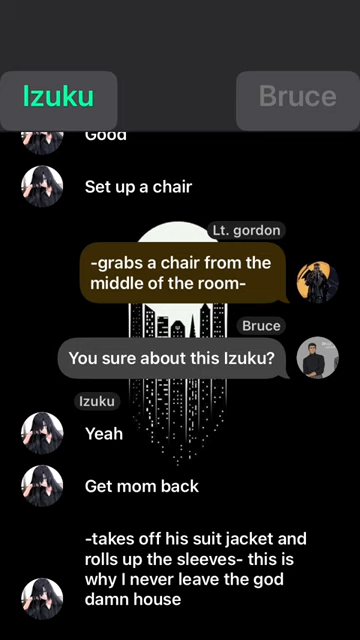 Izuku
Bruce
Good
Set up a chair
Lt. gordon
-grabs a chair from the
middle of the room-
Bruce
You sure about this Izuku?
Izuku
Yeah
Get mom back
-takes off his suit jacket and
rolls up the sleeves- this is
why I never leave the god
damn house